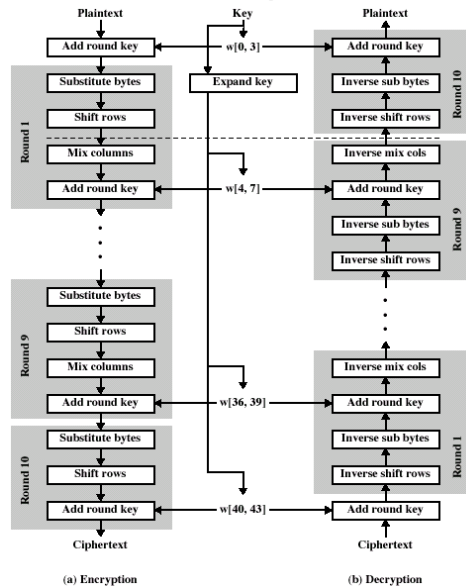 Plaintext Key Plaintext
Add round key w[0, 3] Add round key
Substitute bytes Expand key Inverse sub bytes
Shift rows Inverse shift rows
Round 1
Round 10
Mix columns Inverse mix cols
Add round key w[4, 7] Add round key
Inverse sub bytes
Inverse shift rows
Round 9
Substitute bytes
Shift rows
Mix columns Inverse mix cols
Add round key w[36, 39] Add round key
Round 9
Substitute bytes Inverse sub bytes
Shift rows Inverse shift rows
Round 10
Round 1
Add round key w[40, 43] Add round key
Ciphertext Ciphertext
(a) Encryption (b) Decryption